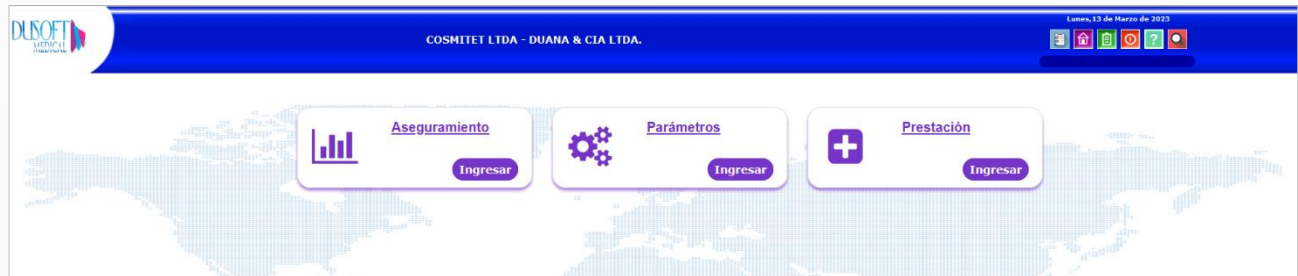 DUSOFT
MEDICAL
COSMITET LTDA - DUANA & CIA LTDA.
Lunes,13 de Marzo de 2023
?
Aseguramiento
Ingresar
Parámetros
Ingresar
Prestación
Ingresar